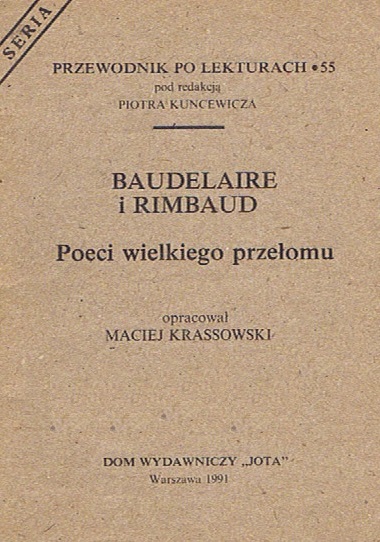 SERIA
PRZEWODNIK PO LEKTURACH • 55
pod redakcją
PIOTRA KUNCEWICZA
BAUDELAIRE
i RIMBAUD
Poeci wielkiego przełomu
opracował
MACIEJ KRASSOWSKI
DOM WYDAWNICZY „JOTA”
Warszawa 1991